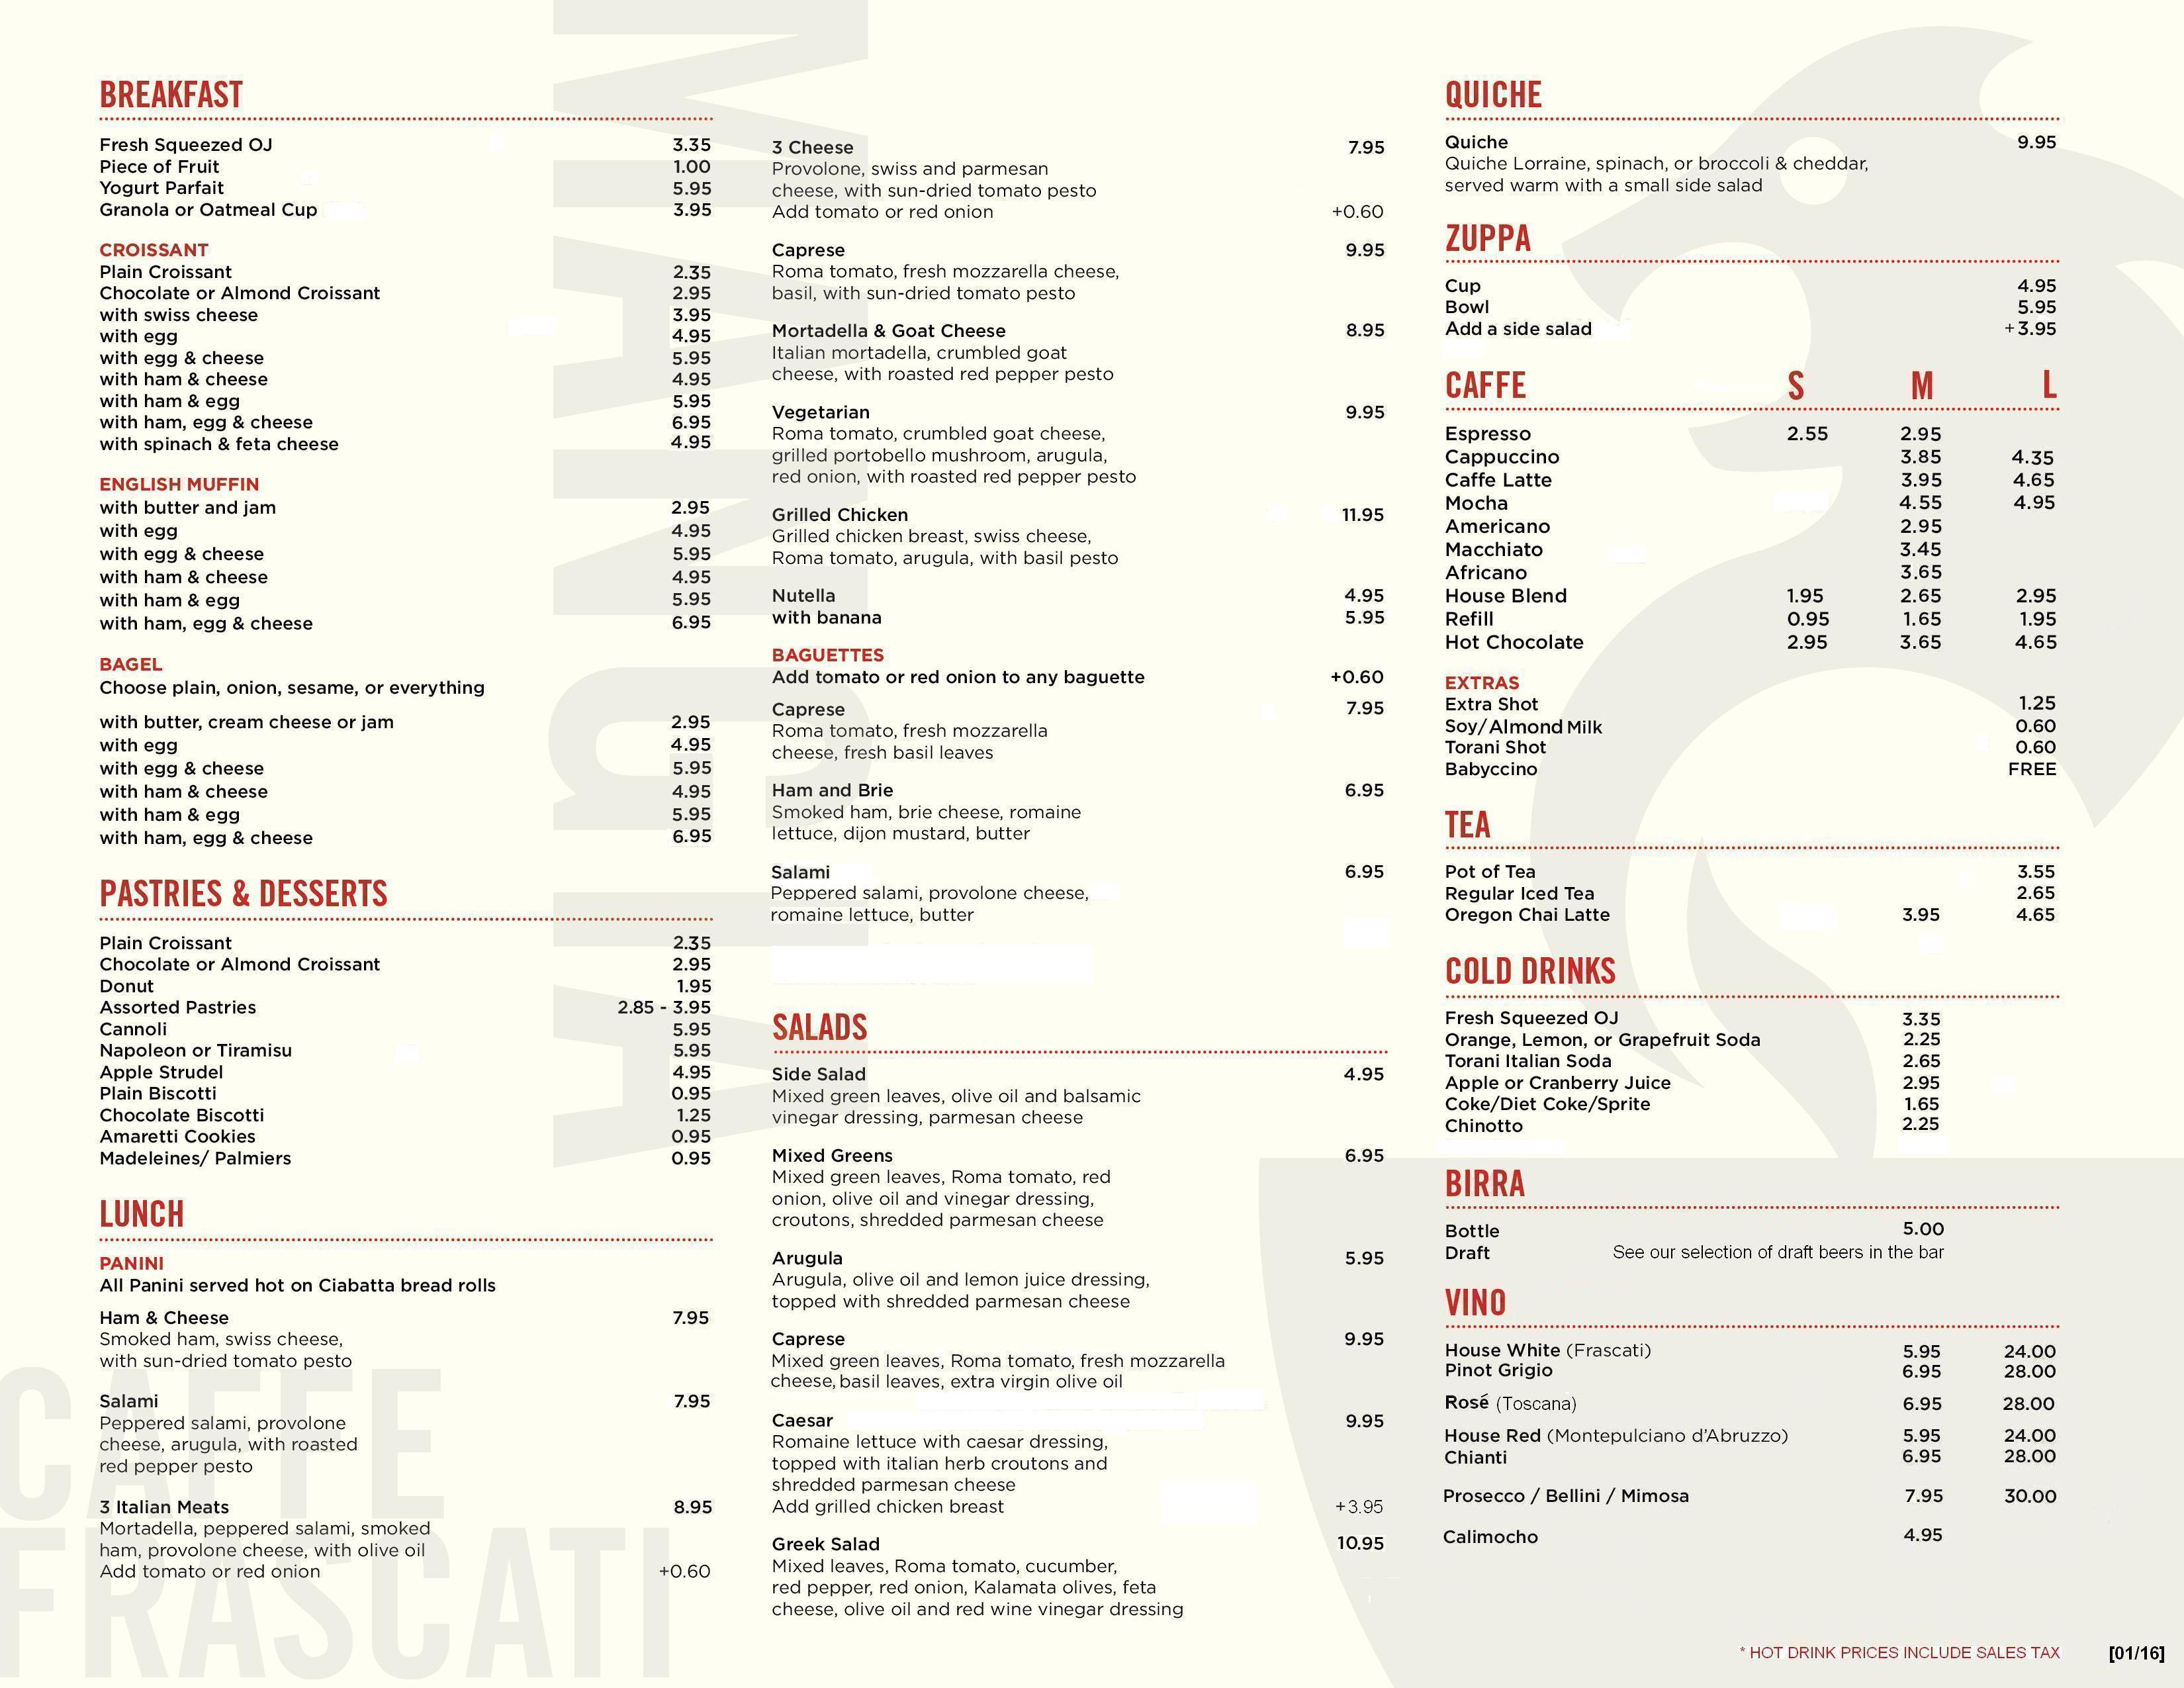 BREAKFAST
Fresh Squeezed OJ 3.35
Piece of Fruit 1.00
Yogurt Parfait 5.95
Granola or Oatmeal Cup 3.95
CROISSANT
Plain Croissant 2.35
Chocolate or Almond Croissant 2.95
with swiss cheese 3.95
with egg 4.95
with egg & cheese 5.95
with ham & cheese 4.95
with ham & egg 5.95
with ham, egg & cheese 6.95
with spinach & feta cheese 4.95
ENGLISH MUFFIN
with butter and jam 2.95
with egg 4.95
with egg & cheese 5.95
with ham & cheese 4.95
with ham & egg 5.95
with ham, egg & cheese 6.95
BAGEL
Choose plain, onion, sesame, or everything
with butter, cream cheese or jam 2.95
with egg 4.95
with egg & cheese 5.95
with ham & cheese 4.95
with ham & egg 5.95
with ham, egg & cheese 6.95
PASTRIES & DESSERTS
Plain Croissant 2.35
Chocolate or Almond Croissant 2.95
Donut 1.95
Assorted Pastries 2.85 - 3.95
Cannoli 5.95
Napoleon or Tiramisu 5.95
Apple Strudel 4.95
Plain Biscotti 0.95
Chocolate Biscotti 1.25
Amaretti Cookies 0.95
Madeleines/ Palmiers 0.95
LUNCH
PANINI
All Panini served hot on Ciabatta bread rolls
Ham & Cheese 7.95
Smoked ham, swiss cheese,
with sun-dried tomato pesto
Salami 7.95
Peppered salami, provolone
cheese, arugula, with roasted
red pepper pesto
3 Italian Meats 8.95
Mortadella, peppered salami, smoked
ham, provolone cheese, with olive oil
Add tomato or red onion +0.60
CAFFE
FRASCATI
3 Cheese 7.95
Provolone, swiss and parmesan
cheese, with sun-dried tomato pesto
Add tomato or red onion +0.60
Caprese 9.95
Roma tomato, fresh mozzarella cheese,
basil, with sun-dried tomato pesto
Mortadella & Goat Cheese 8.95
Italian mortadella, crumbled goat
cheese, with roasted red pepper pesto
Vegetarian 9.95
Roma tomato, crumbled goat cheese,
grilled portobello mushroom, arugula,
red onion, with roasted red pepper pesto
Grilled Chicken 11.95
Grilled chicken breast, swiss cheese,
Roma tomato, arugula, with basil pesto
Nutella 4.95
with banana 5.95
BAGUETTES
Add tomato or red onion to any baguette +0.60
Caprese 7.95
Roma tomato, fresh mozzarella
cheese, fresh basil leaves
Ham and Brie 6.95
Smoked ham, brie cheese, romaine
lettuce, dijon mustard, butter
Salami 6.95
Peppered salami, provolone cheese,
romaine lettuce, butter
SALADS
Side Salad 4.95
Mixed green leaves, olive oil and balsamic
vinegar dressing, parmesan cheese
Mixed Greens 6.95
Mixed green leaves, Roma tomato, red
onion, olive oil and vinegar dressing,
croutons, shredded parmesan cheese
Arugula 5.95
Arugula, olive oil and lemon juice dressing,
topped with shredded parmesan cheese
Caprese 9.95
Mixed green leaves, Roma tomato, fresh mozzarella
cheese, basil leaves, extra virgin olive oil
Caesar 9.95
Romaine lettuce with caesar dressing,
topped with italian herb croutons and
shredded parmesan cheese
Add grilled chicken breast +3.95
Greek Salad 10.95
Mixed leaves, Roma tomato, cucumber,
red pepper, red onion, Kalamata olives, feta
cheese, olive oil and red wine vinegar dressing
QUICHE
Quiche 9.95
Quiche Lorraine, spinach, or broccoli & cheddar,
served warm with a small side salad
ZUPPA
Cup 4.95
Bowl 5.95
Add a side salad +3.95
CAFFE S M L
Espresso 2.55 2.95
Cappuccino 3.85 4.35
Caffe Latte 3.95 4.65
Mocha 4.55 4.95
Americano 2.95
Macchiato 3.45
Africano 3.65
House Blend 1.95 2.65 2.95
Refill 0.95 1.65 1.95
Hot Chocolate 2.95 3.65 4.65
EXTRAS
Extra Shot 1.25
Soy/Almond Milk 0.60
Torani Shot 0.60
Babyccino FREE
TEA
Pot of Tea 3.55
Regular Iced Tea 2.65
Oregon Chai Latte 3.95 4.65
COLD DRINKS
Fresh Squeezed OJ 3.35
Orange, Lemon, or Grapefruit Soda 2.25
Torani Italian Soda 2.65
Apple or Cranberry Juice 2.95
Coke/Diet Coke/Sprite 1.65
Chinotto 2.25
BIRRA
Bottle 5.00
Draft See our selection of draft beers in the bar
VINO
House White (Frascati) 5.95 24.00
Pinot Grigio 6.95 28.00
Rosé (Toscana) 6.95 28.00
House Red (Montepulciano d'Abruzzo) 5.95 24.00
Chianti 6.95 28.00
Prosecco / Bellini / Mimosa 7.95 30.00
Calimocho 4.95
* HOT DRINK PRICES INCLUDE SALES TAX [01/16]